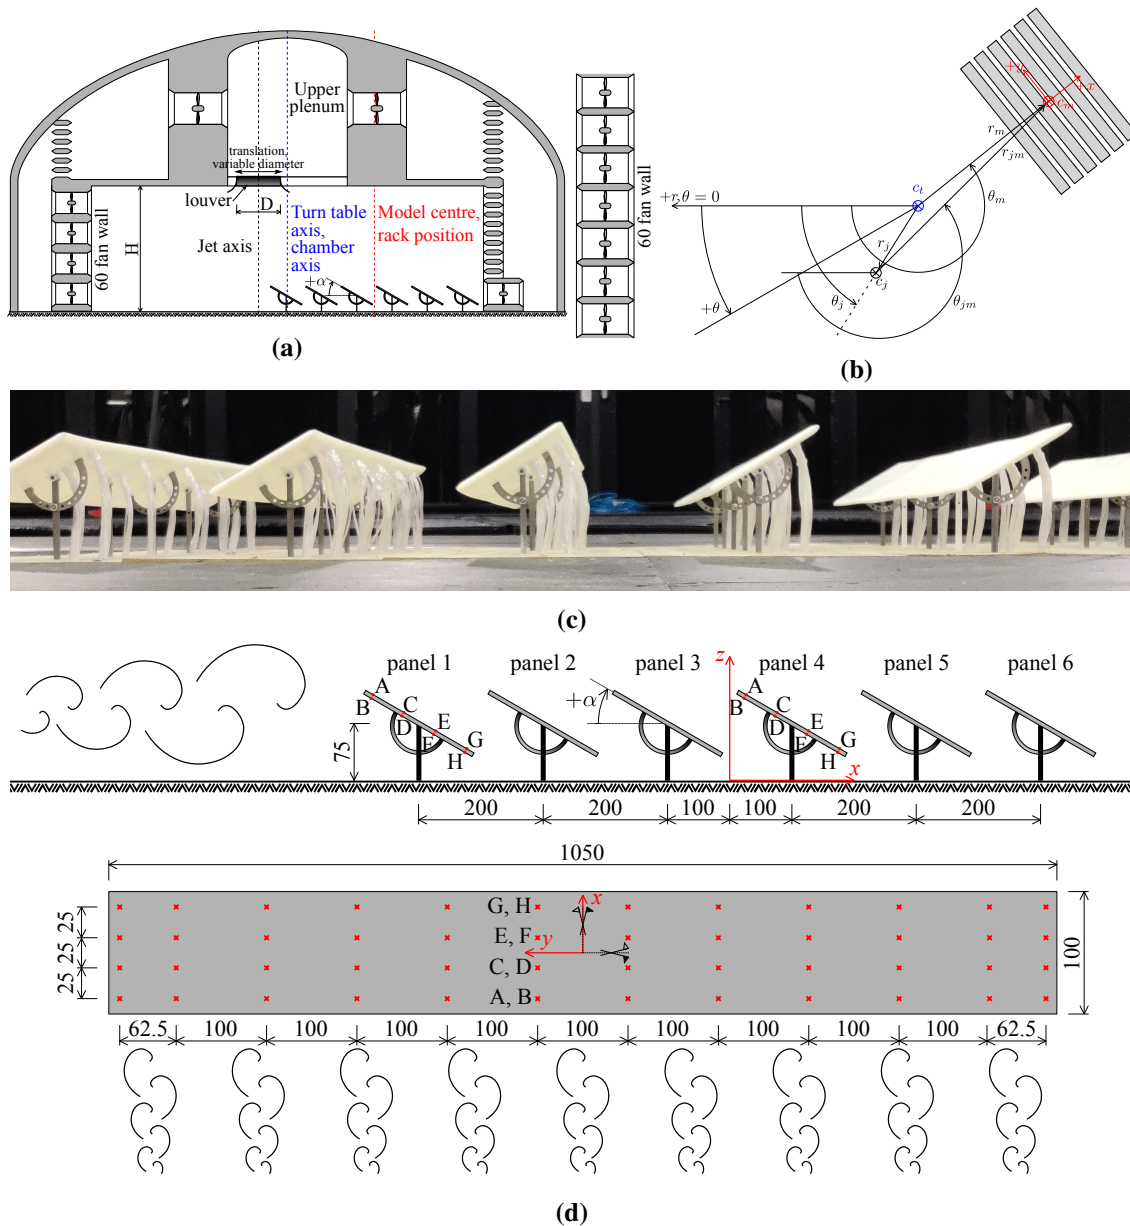 Upper
plenum
translation,
variable diameter
louver
D
H
60 fan wall
Jet axis
Turn table
axis,
chamber
axis
Model centre,
rack position
+α
60 fan wall
(a)
+y
+x
c_m
r_m
r_jm
c_t
+r, θ = 0
θ_m
r_j
c_j
θ_j
θ_jm
+θ
(b)
(c)
panel 1
panel 2
panel 3
z
panel 4
panel 5
panel 6
A
B
C
D
E
F
G
H
+α
A
B
C
D
E
F
G
H
75
x
200
200
100
100
200
200
1050
G, H
x
E, F
y
C, D
A, B
25
25
25
100
62.5
100
100
100
100
100
100
100
100
100
62.5
(d)